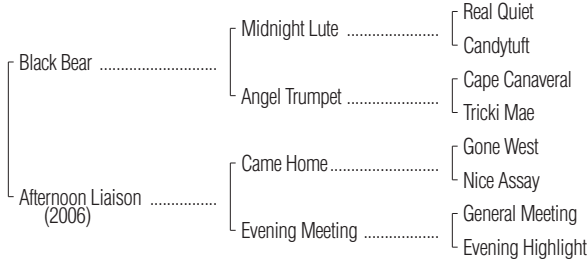 Real Quiet
Midnight Lute ....................
Candytuft
Black Bear .........................
Cape Canaveral
Angel Trumpet ....................
Tricki Mae
Gone West
Came Home........................
Nice Assay
Afternoon Liaison ..............
(2006)
General Meeting
Evening Meeting ................
Evening Highlight